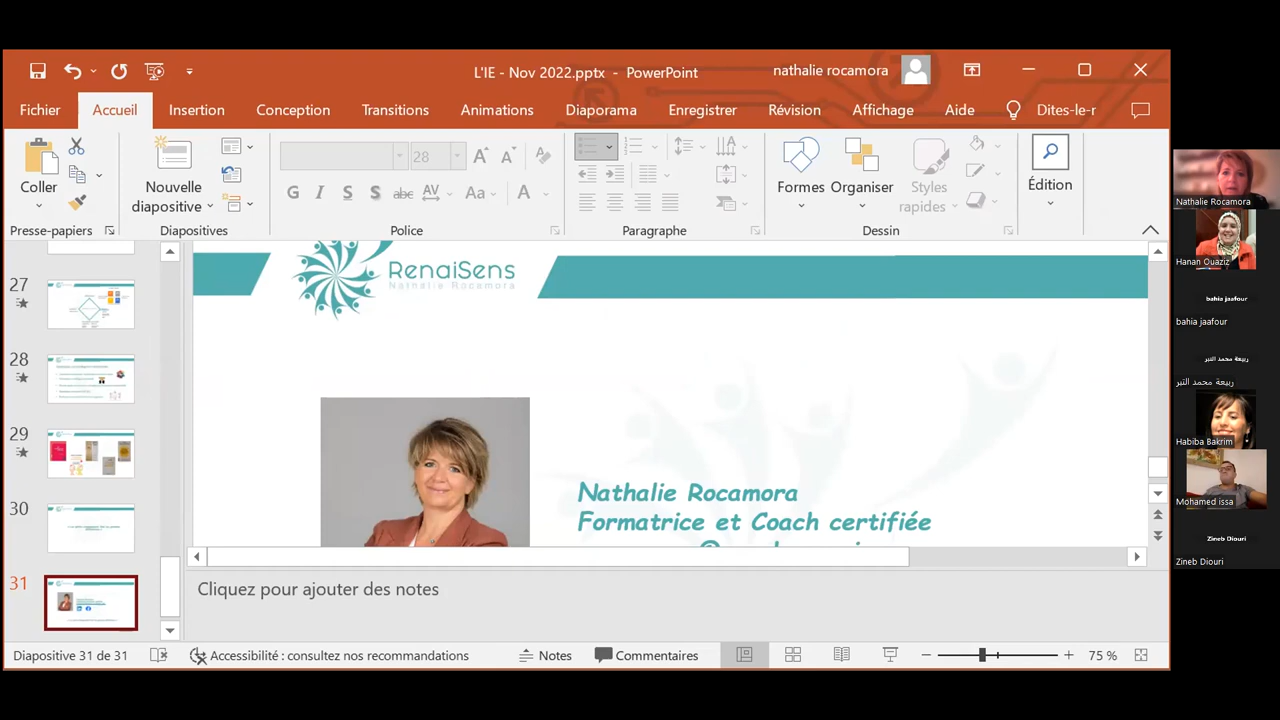 L'IE - Nov 2022.pptx - PowerPoint
nathalie rocamora
Fichier
Accueil
Insertion
Conception
Transitions
Animations
Diaporama
Enregistrer
Révision
Affichage
Aide
Dites-le-r
Coller
Nouvelle
diapositive
28
G I S S abc AV Aa A
Formes
Organiser
Styles
rapides
Édition
Presse-papiers
Diapositives
Police
Paragraphe
Dessin
27
28
29
30
31
RenaiSens
Nathalie Rocamora
Nathalie Rocamora
Formatrice et Coach certifiée
Cliquez pour ajouter des notes
Diapositive 31 de 31
Accessibilité : consultez nos recommandations
Notes
Commentaires
75 %
Nathalie Rocamora
Hanan Ouaziz
bahia jaafour
bahia jaafour
ربيعة محمد النبر
ربيعة محمد النبر
Habiba Bakrim
Mohamed issa
Zineb Diouri
Zineb Diouri